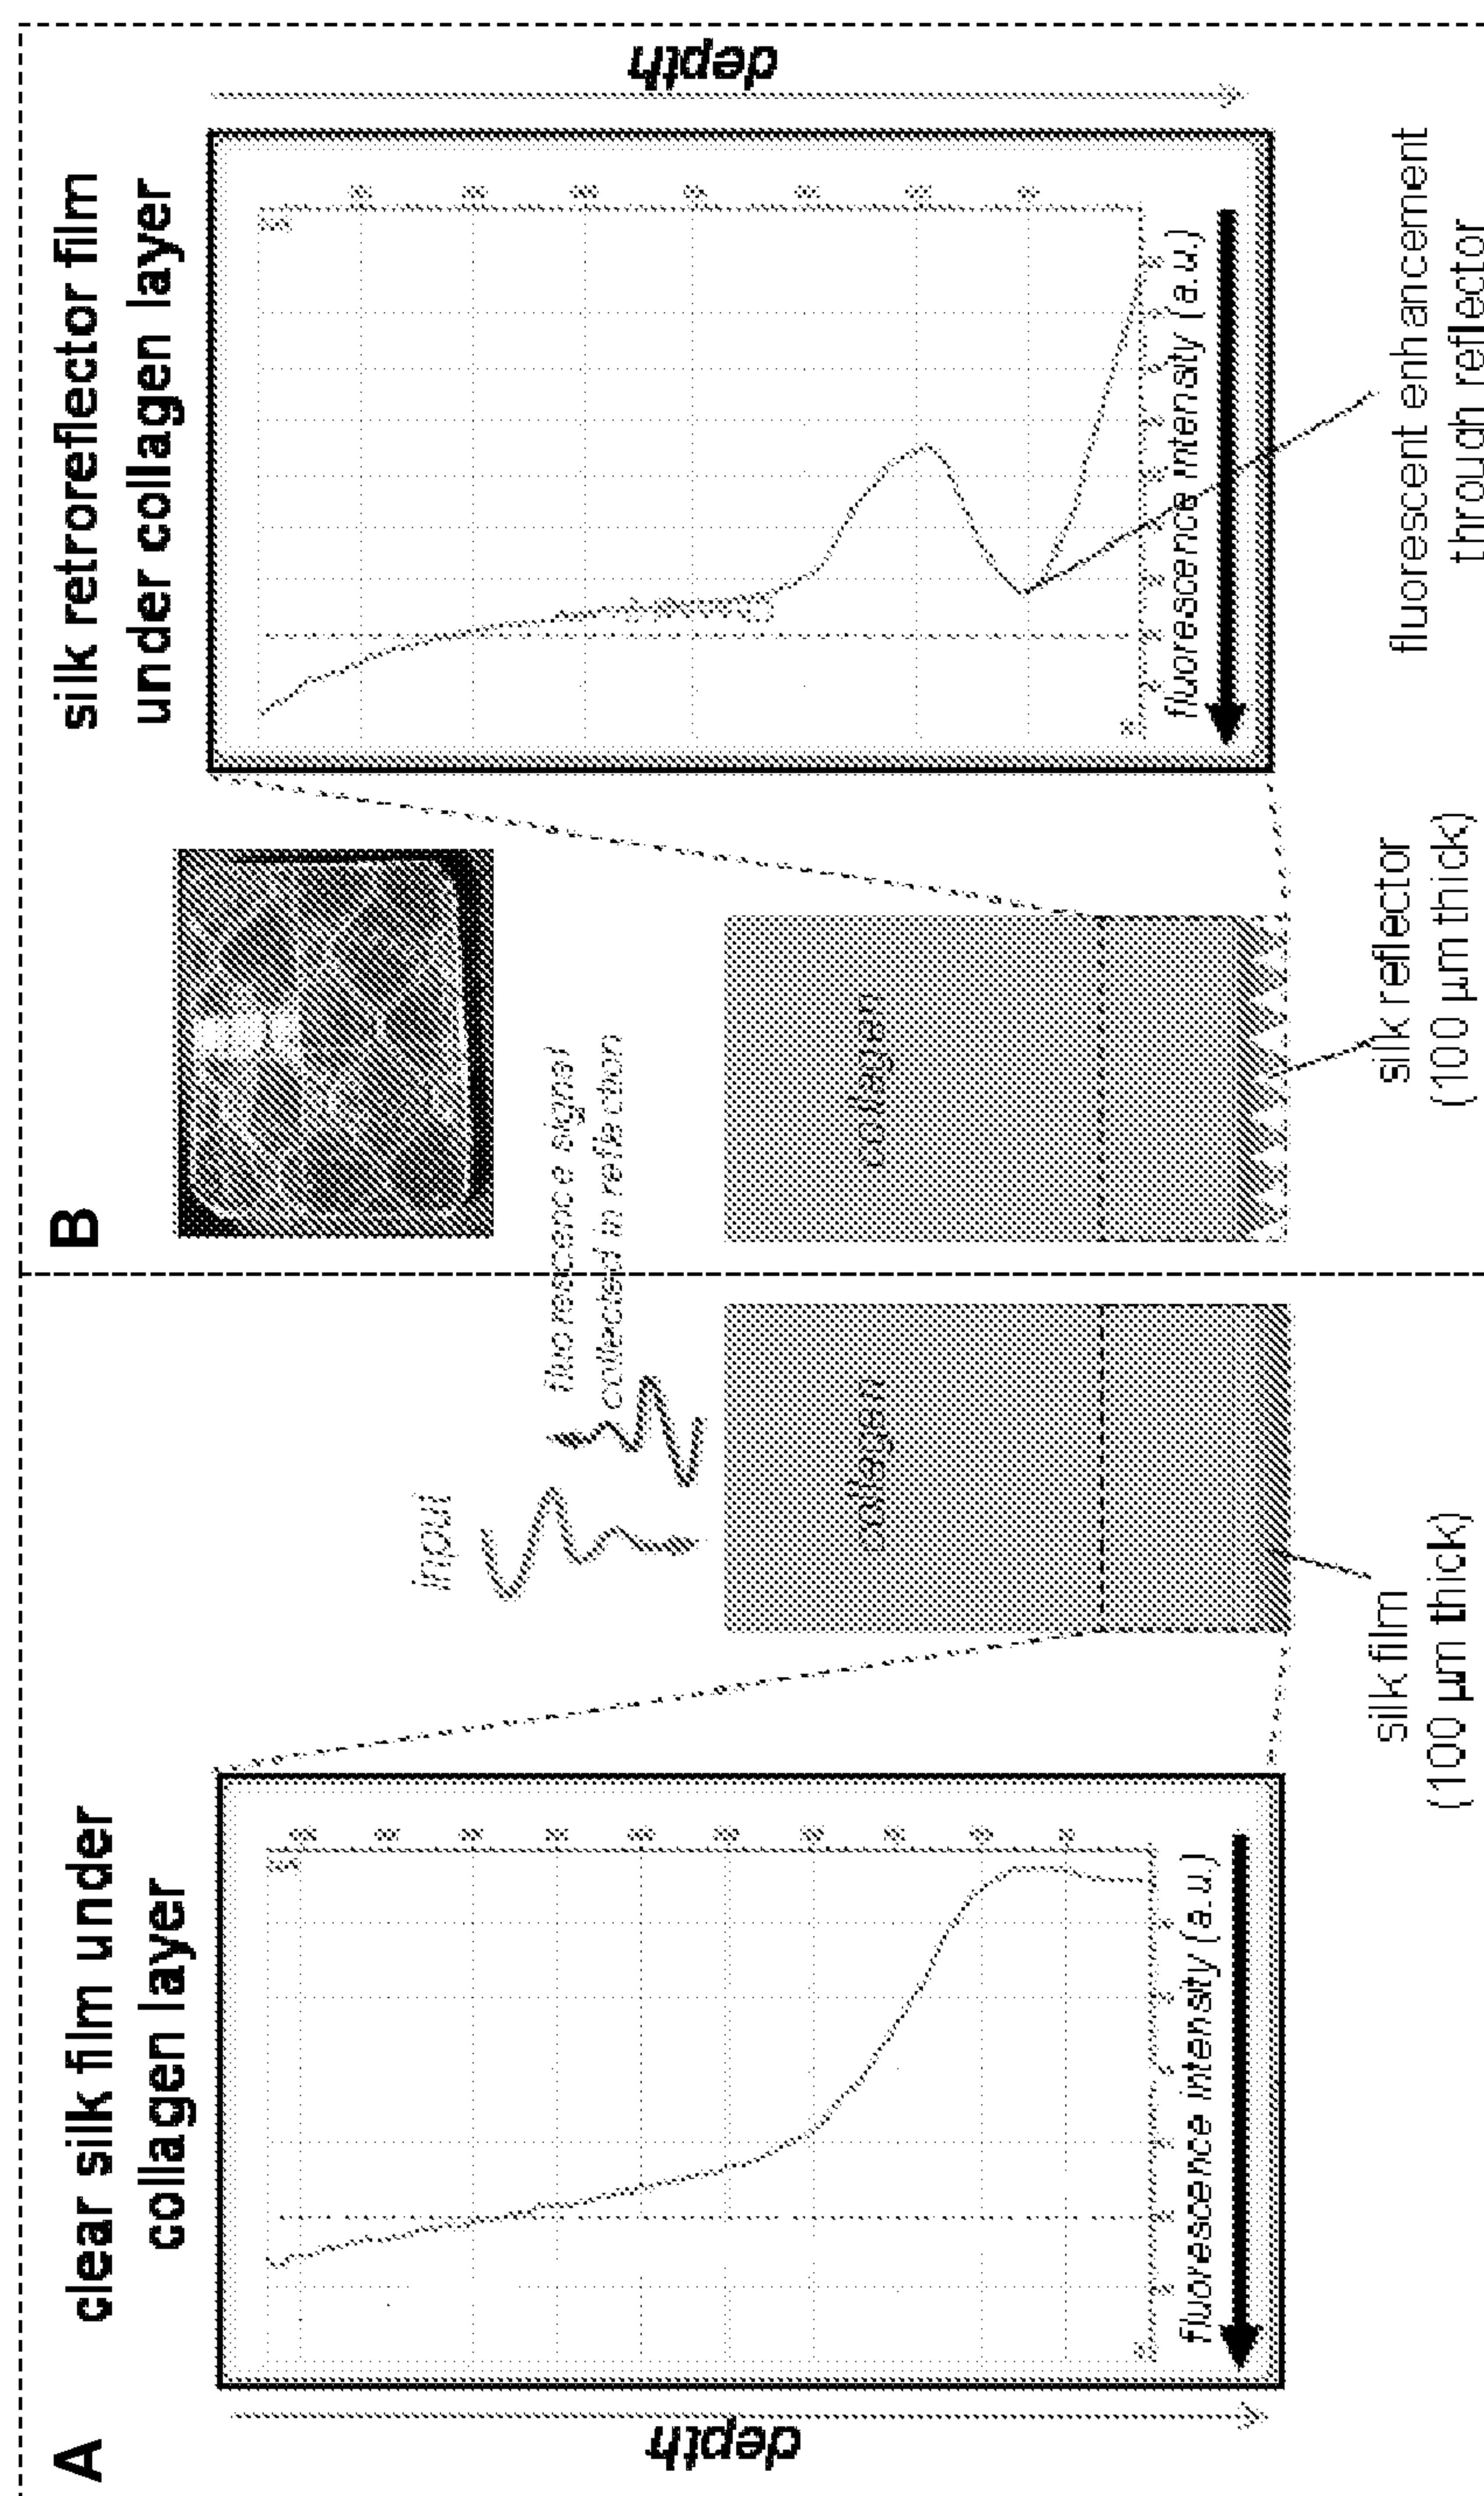 A
clear silk film under
collagen layer
depth
fluorescence intensity (a.u.)
silk film
(100 µm thick)
Input
fluorescence signal
collected in reflection
collagen
B
silk retroreflector film
under collagen layer
collagen
silk reflector
(100 µm thick)
fluorescence intensity (a.u.)
depth
fluorescent enhancement
through reflector